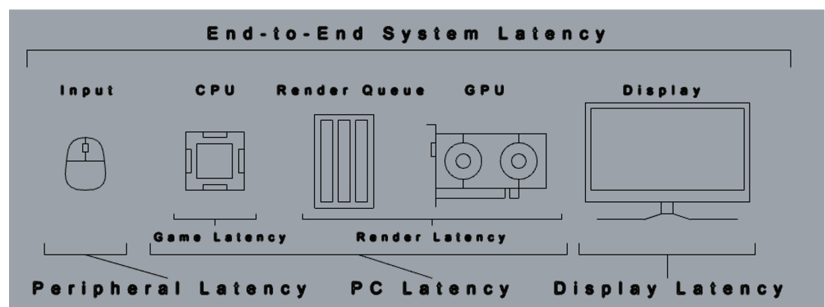 End-to-End System Latency
Input CPU Render Queue GPU Display
Game Latency Render Latency
Peripheral Latency PC Latency Display Latency